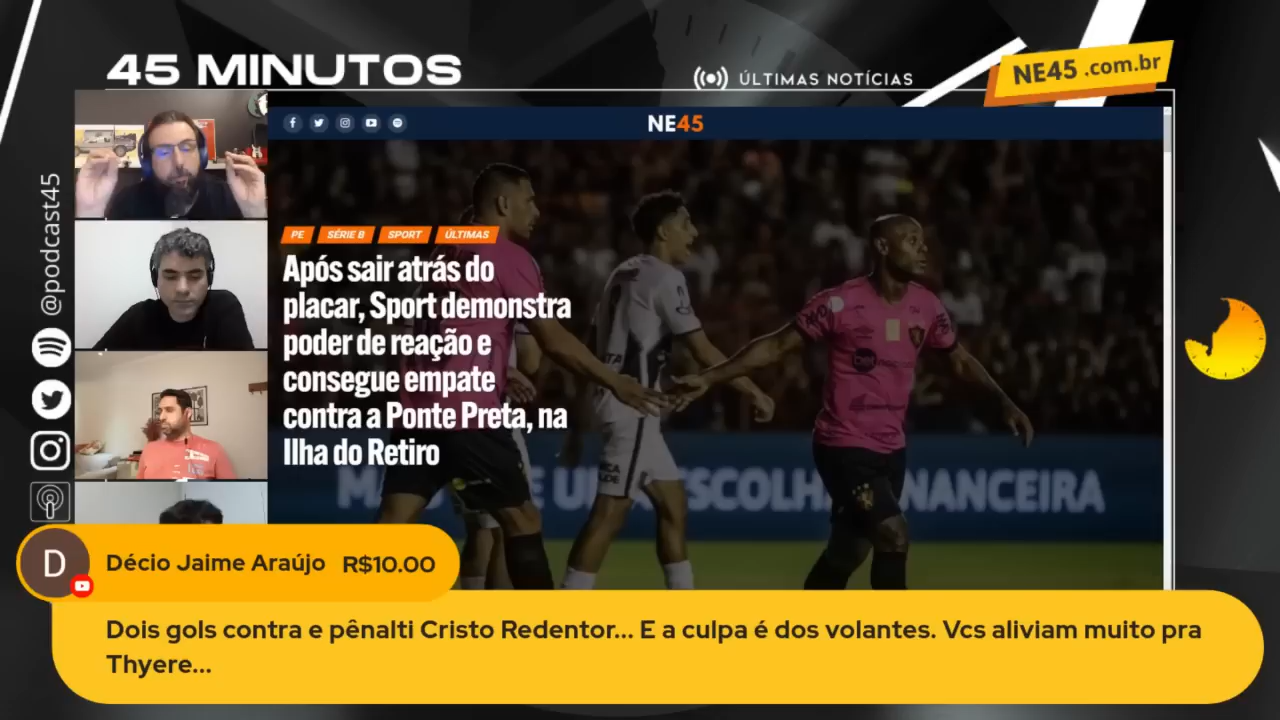 45 MINUTOS
ÚLTIMAS NOTÍCIAS
NE45 .com.br
NE45
@podcast45
PE SÉRIE B SPORT ÚLTIMAS
Após sair atrás do
placar, Sport demonstra
poder de reação e
consegue empate
contra a Ponte Preta, na
Ilha do Retiro
ESCOLHA FINANCEIRA
Décio Jaime Araújo R$10.00
D
Dois gols contra e pênalti Cristo Redentor... E a culpa é dos volantes. Vcs aliviam muito pra
Thyere...